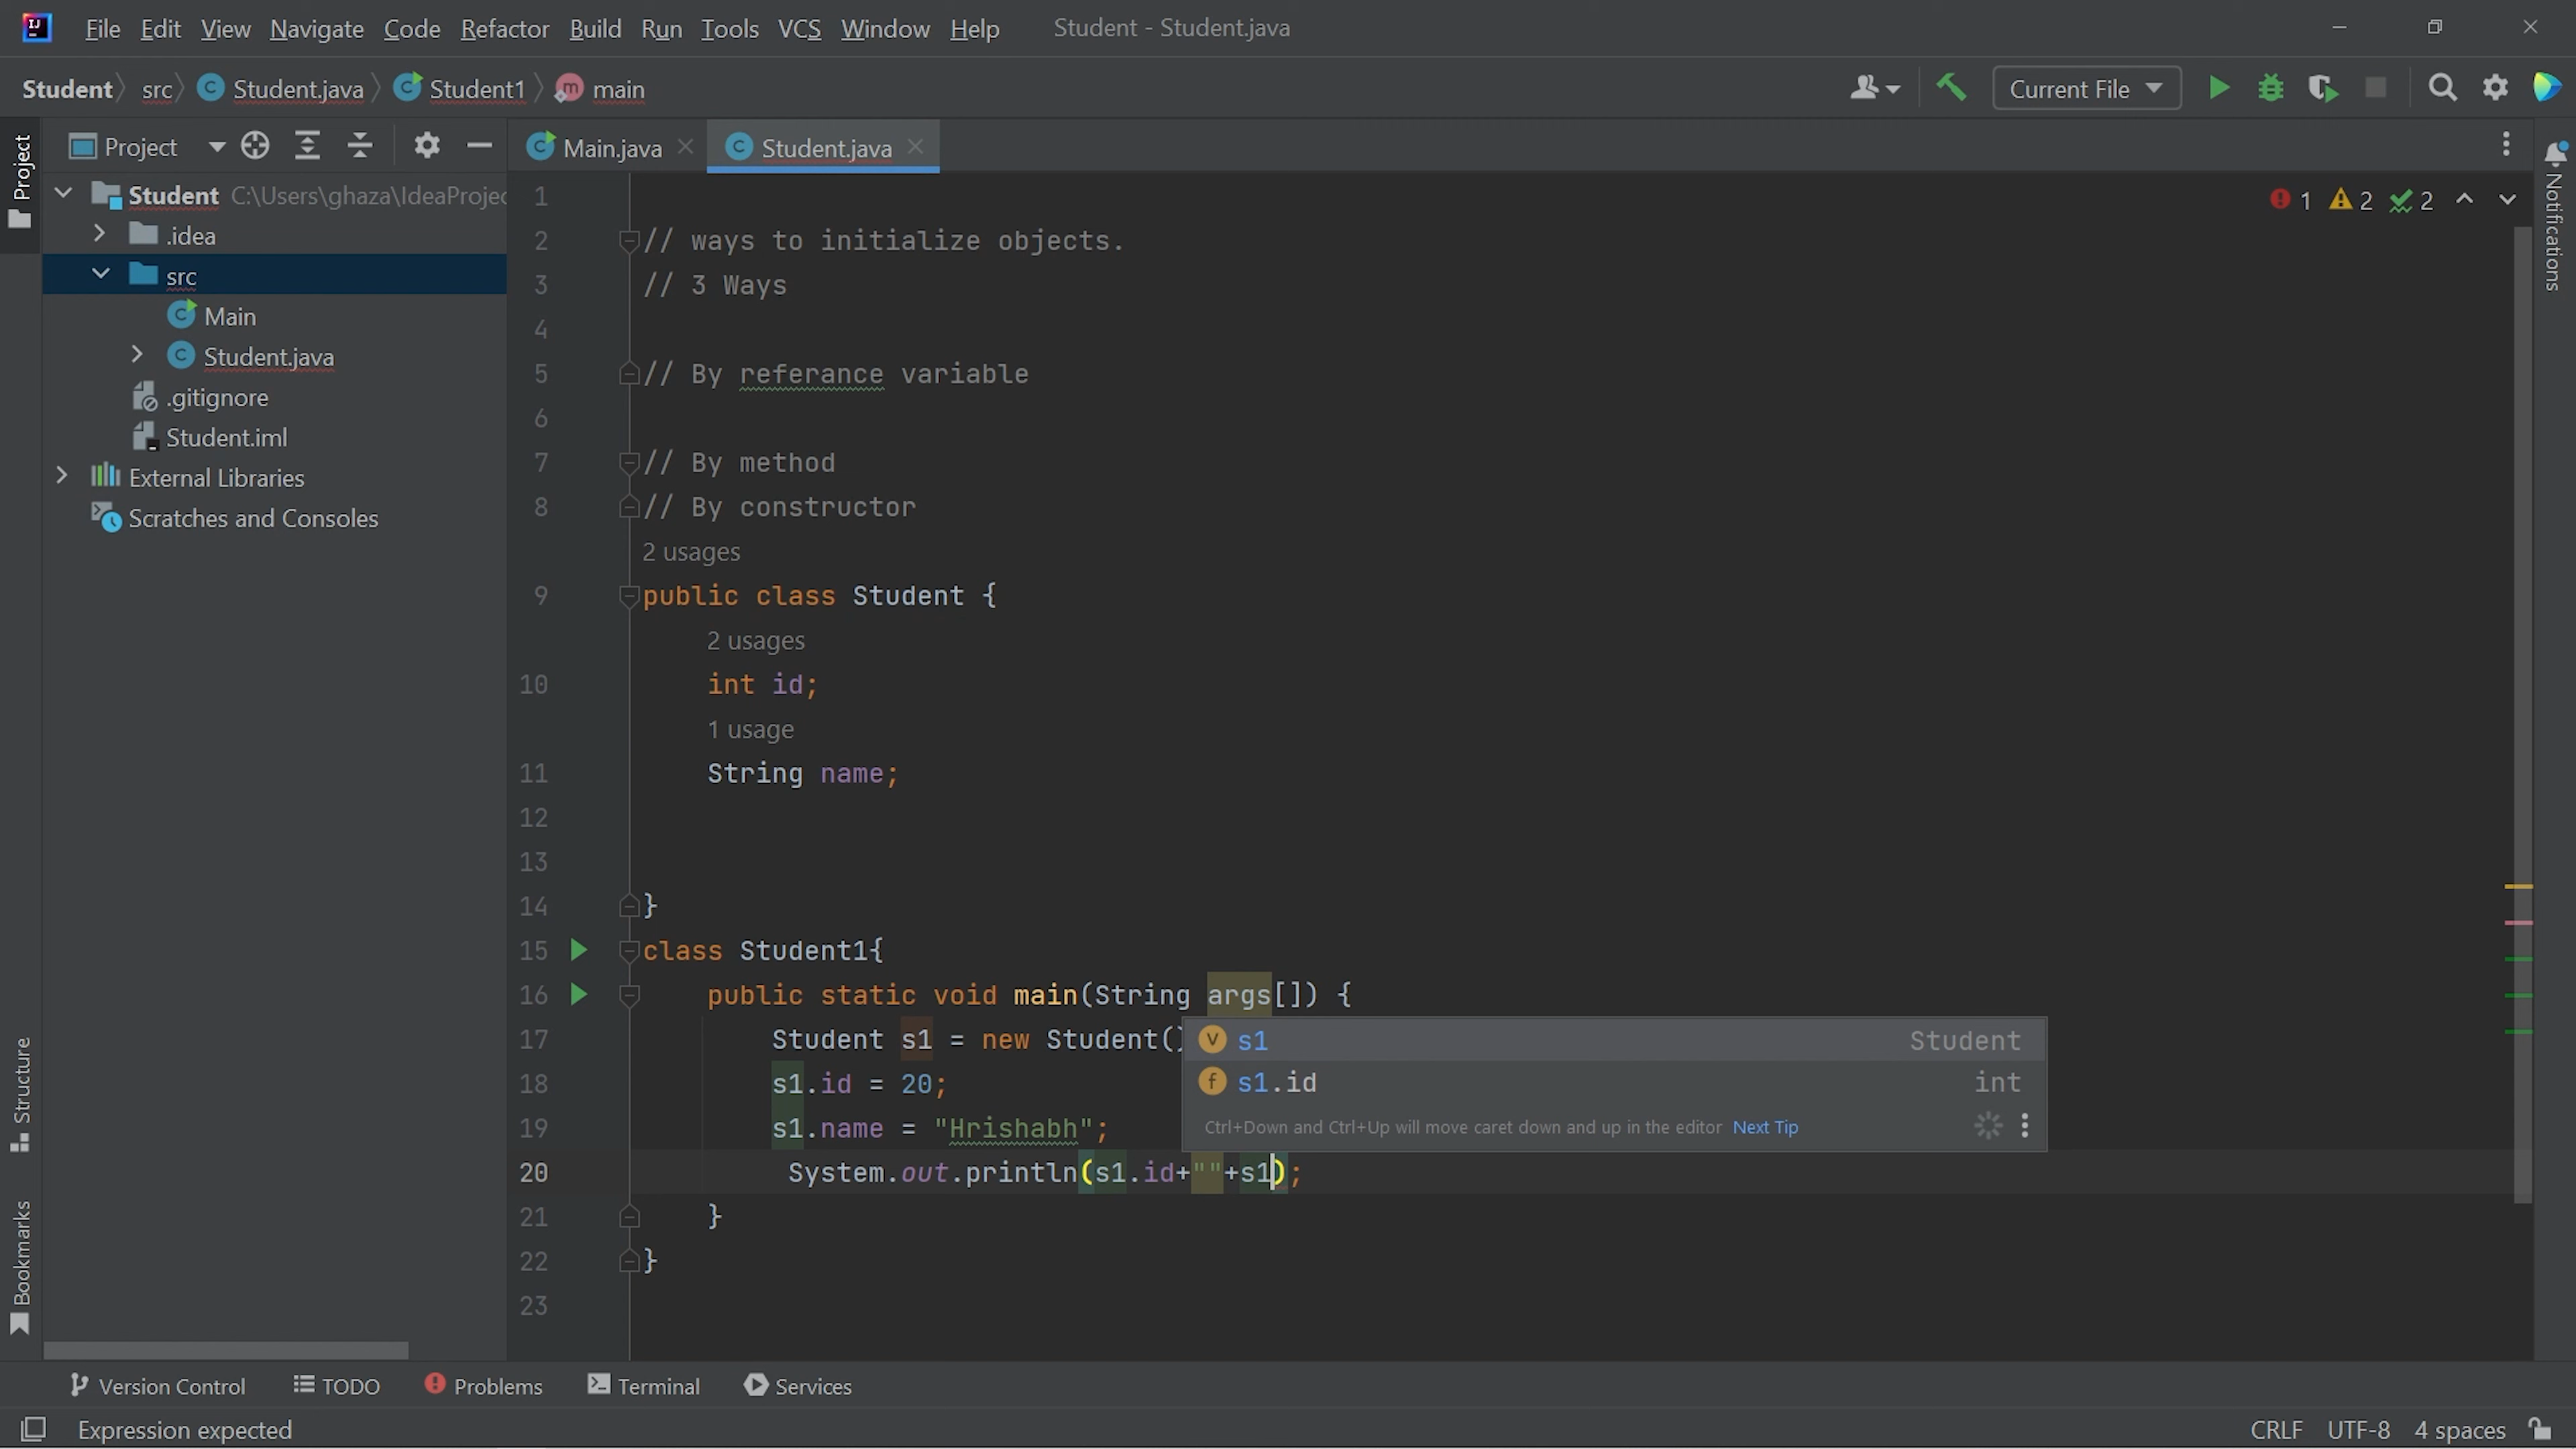 File Edit View Navigate Code Refactor Build Run Tools VCS Window Help Student - Student.java
Student src Student.java Student1 main Current File
Project Main.java Student.java
Project
Student C:\Users\ghaza\IdeaProjec
.idea
src
Main
Student.java
.gitignore
Student.iml
External Libraries
Scratches and Consoles
Structure
Bookmarks
Notifications
1 2 2
1
2 // ways to initialize objects.
3 // 3 Ways
4
5 // By referance variable
6
7 // By method
8 // By constructor
2 usages
9 public class Student {
2 usages
10 int id;
1 usage
11 String name;
12
13
14 }
15 class Student1{
16 public static void main(String args[]) {
17 Student s1 = new Student()
18 s1.id = 20;
19 s1.name = "Hrishabh";
20 System.out.println(s1.id+""+s1);
21 }
22 }
23
s1 Student
s1.id int
Ctrl+Down and Ctrl+Up will move caret down and up in the editor Next Tip
Version Control TODO Problems Terminal Services
Expression expected CRLF UTF-8 4 spaces